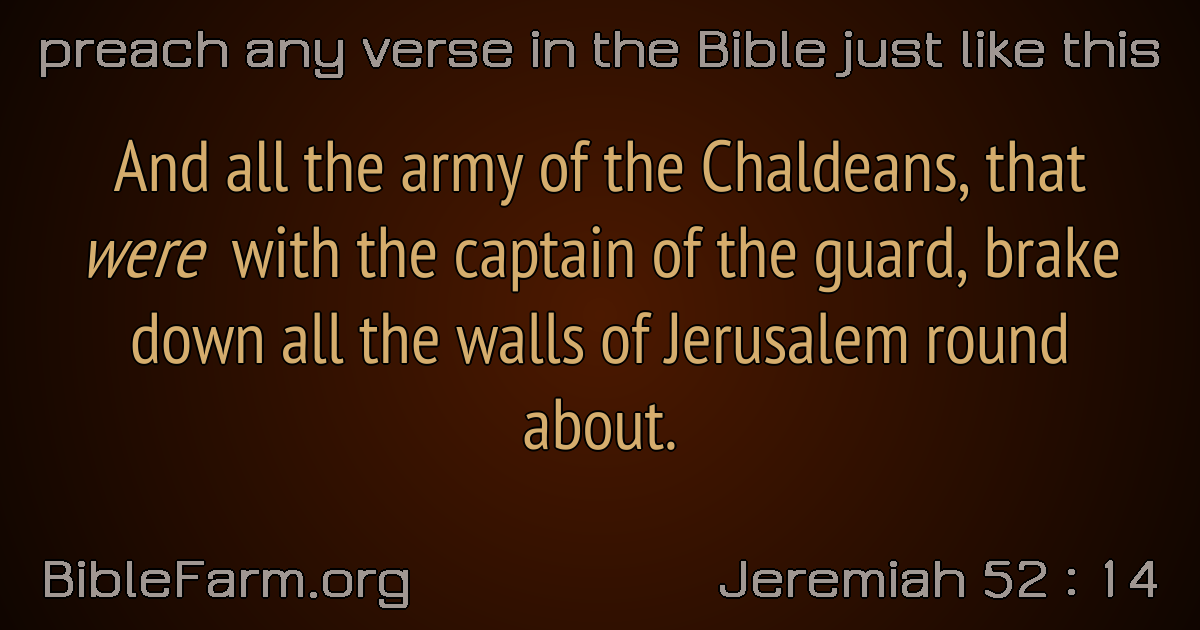 preach any verse in the Bible just like this
And all the army of the Chaldeans, that
were with the captain of the guard, brake
down all the walls of Jerusalem round
about.
BibleFarm.org
Jeremiah 52 : 14